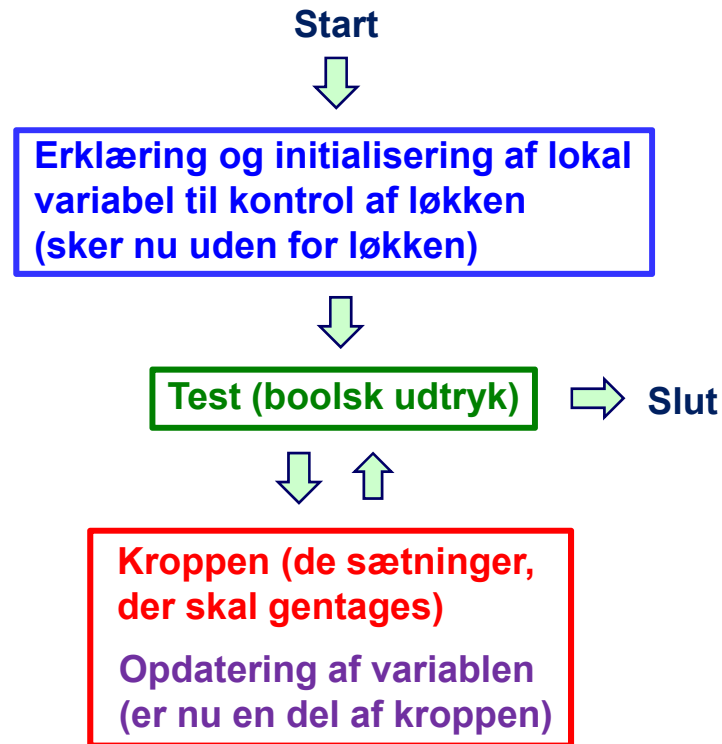 Start
Erklæring og initialisering af lokal
variabel til kontrol af løkken
(sker nu uden for løkken)
Test (boolsk udtryk)
Slut
Kroppen (de sætninger,
der skal gentages)
Opdatering af variablen
(er nu en del af kroppen)